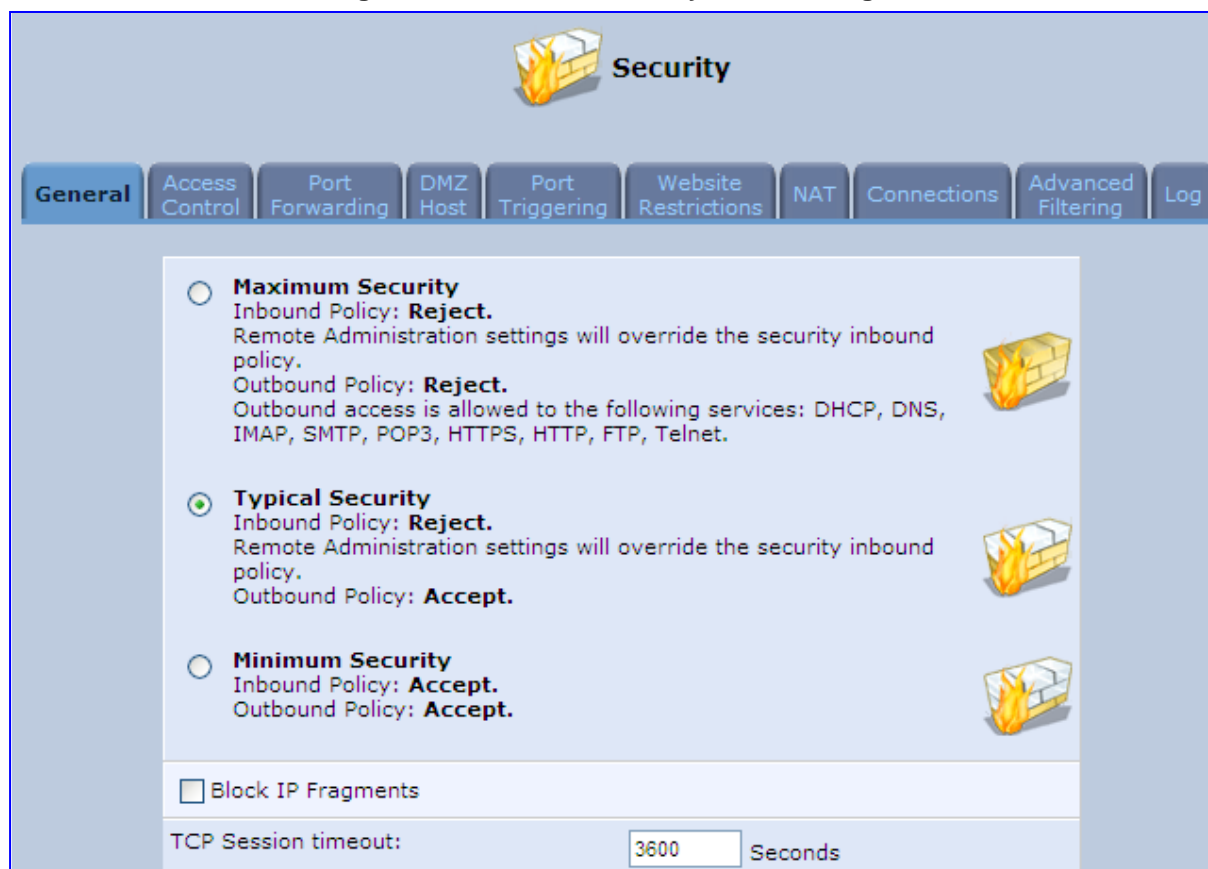 Security
General
Access
Control
Port
Forwarding
DMZ
Host
Port
Triggering
Website
Restrictions
NAT
Connections
Advanced
Filtering
Log
Maximum Security
Inbound Policy: Reject.
Remote Administration settings will override the security inbound
policy.
Outbound Policy: Reject.
Outbound access is allowed to the following services: DHCP, DNS,
IMAP, SMTP, POP3, HTTPS, HTTP, FTP, Telnet.
Typical Security
Inbound Policy: Reject.
Remote Administration settings will override the security inbound
policy.
Outbound Policy: Accept.
Minimum Security
Inbound Policy: Accept.
Outbound Policy: Accept.
Block IP Fragments
TCP Session timeout: 3600 Seconds